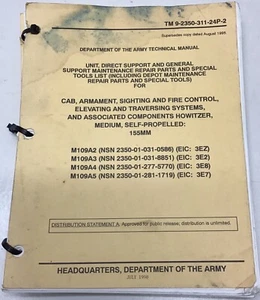 TM 9-2350-311-24P-2
Supersedes copy dated August 1995
DEPARTMENT OF THE ARMY TECHNICAL MANUAL
UNIT, DIRECT SUPPORT AND GENERAL
SUPPORT MAINTENANCE REPAIR PARTS AND SPECIAL
TOOLS LIST (INCLUDING DEPOT MAINTENANCE
REPAIR PARTS AND SPECIAL TOOLS)
FOR
CAB, ARMAMENT, SIGHTING AND FIRE CONTROL,
ELEVATING AND TRAVERSING SYSTEMS,
AND ASSOCIATED COMPONENTS HOWITZER,
MEDIUM, SELF-PROPELLED:
155MM
M109A2 (NSN 2350-01-031-0586) (EIC: 3EZ)
M109A3 (NSN 2350-01-031-8851) (EIC: 3E2)
M109A4 (NSN 2350-01-277-5770) (EIC: 3E8)
M109A5 (NSN 2350-01-281-1719) (EIC: 3E7)
DISTRIBUTION STATEMENT A: Approved for public release; distribution is unlimited.
HEADQUARTERS, DEPARTMENT OF THE ARMY
JULY 1996